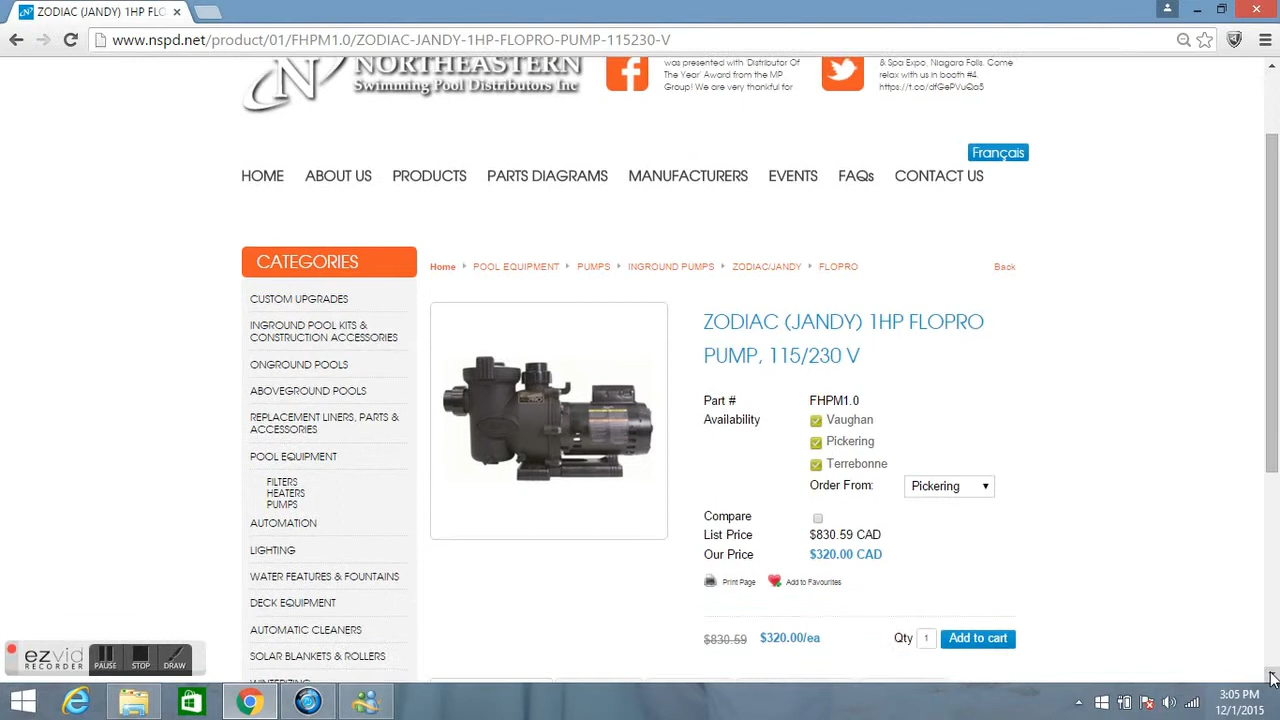 ZODIAC (JANDY) 1HP FLO
www.nspd.net/product/01/FHPM1.0/ZODIAC-JANDY-1HP-FLOPRO-PUMP-115230-V
NORTHEASTERN
Swimming Pool Distributors Inc
was presented with 'Distributor Of
The Year' Award from the MP
Group! We are very thankful for
& Spa Expo, Niagara Falls. Come
relax with us in booth #4.
https://t.co/dfGePVuQo5
Français
HOME ABOUT US PRODUCTS PARTS DIAGRAMS MANUFACTURERS EVENTS FAQs CONTACT US
CATEGORIES
CUSTOM UPGRADES
INGROUND POOL KITS &
CONSTRUCTION ACCESSORIES
ONGROUND POOLS
ABOVEGROUND POOLS
REPLACEMENT LINERS, PARTS &
ACCESSORIES
POOL EQUIPMENT
FILTERS
HEATERS
PUMPS
AUTOMATION
LIGHTING
WATER FEATURES & FOUNTAINS
DECK EQUIPMENT
AUTOMATIC CLEANERS
SOLAR BLANKETS & ROLLERS
WINTERIZING
Home POOL EQUIPMENT PUMPS INGROUND PUMPS ZODIAC/JANDY FLOPRO Back
ZODIAC (JANDY) 1HP FLOPRO
PUMP, 115/230 V
Part # FHPM1.0
Availability Vaughan
Pickering
Terrebonne
Order From: Pickering
Compare
List Price $830.59 CAD
Our Price $320.00 CAD
Print Page Add to Favourites
$830.59 $320.00/ea Qty 1 Add to cart
ezvid
RECORDER
PAUSE STOP DRAW
3:05 PM
12/1/2015